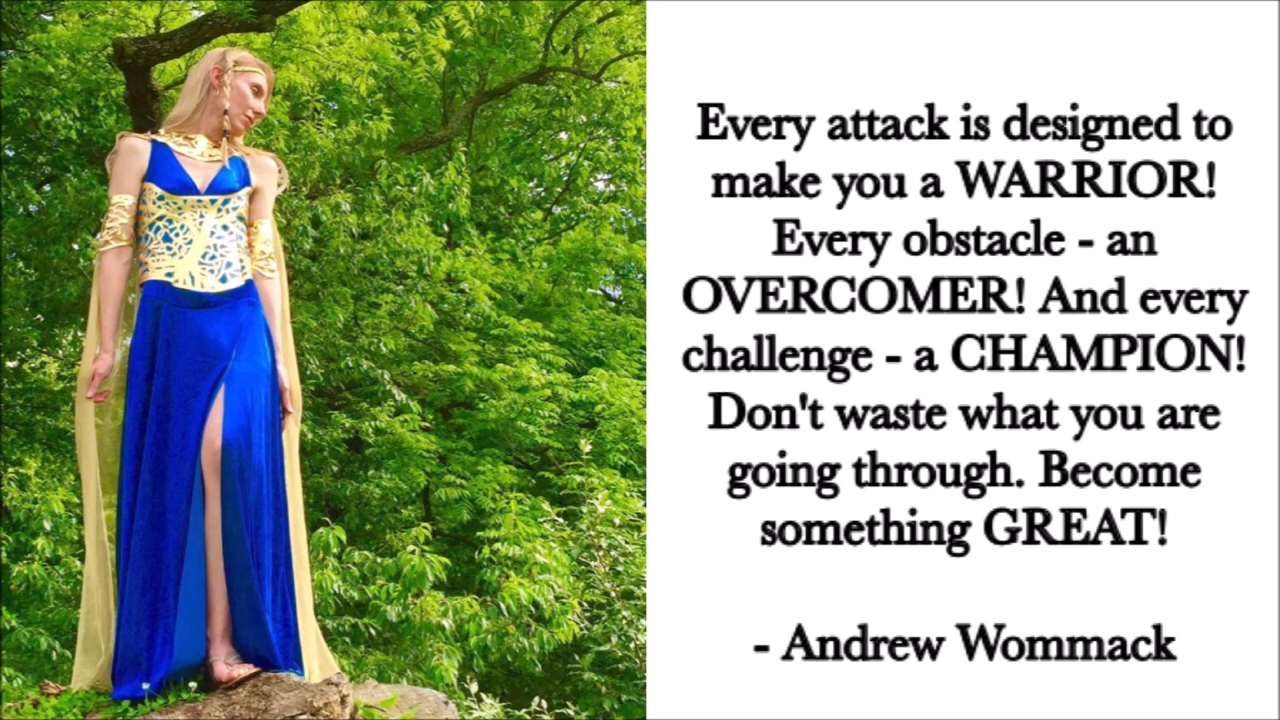 Every attack is designed to
make you a WARRIOR!
Every obstacle - an
OVERCOMER! And every
challenge - a CHAMPION!
Don't waste what you are
going through. Become
something GREAT!
- Andrew Wommack